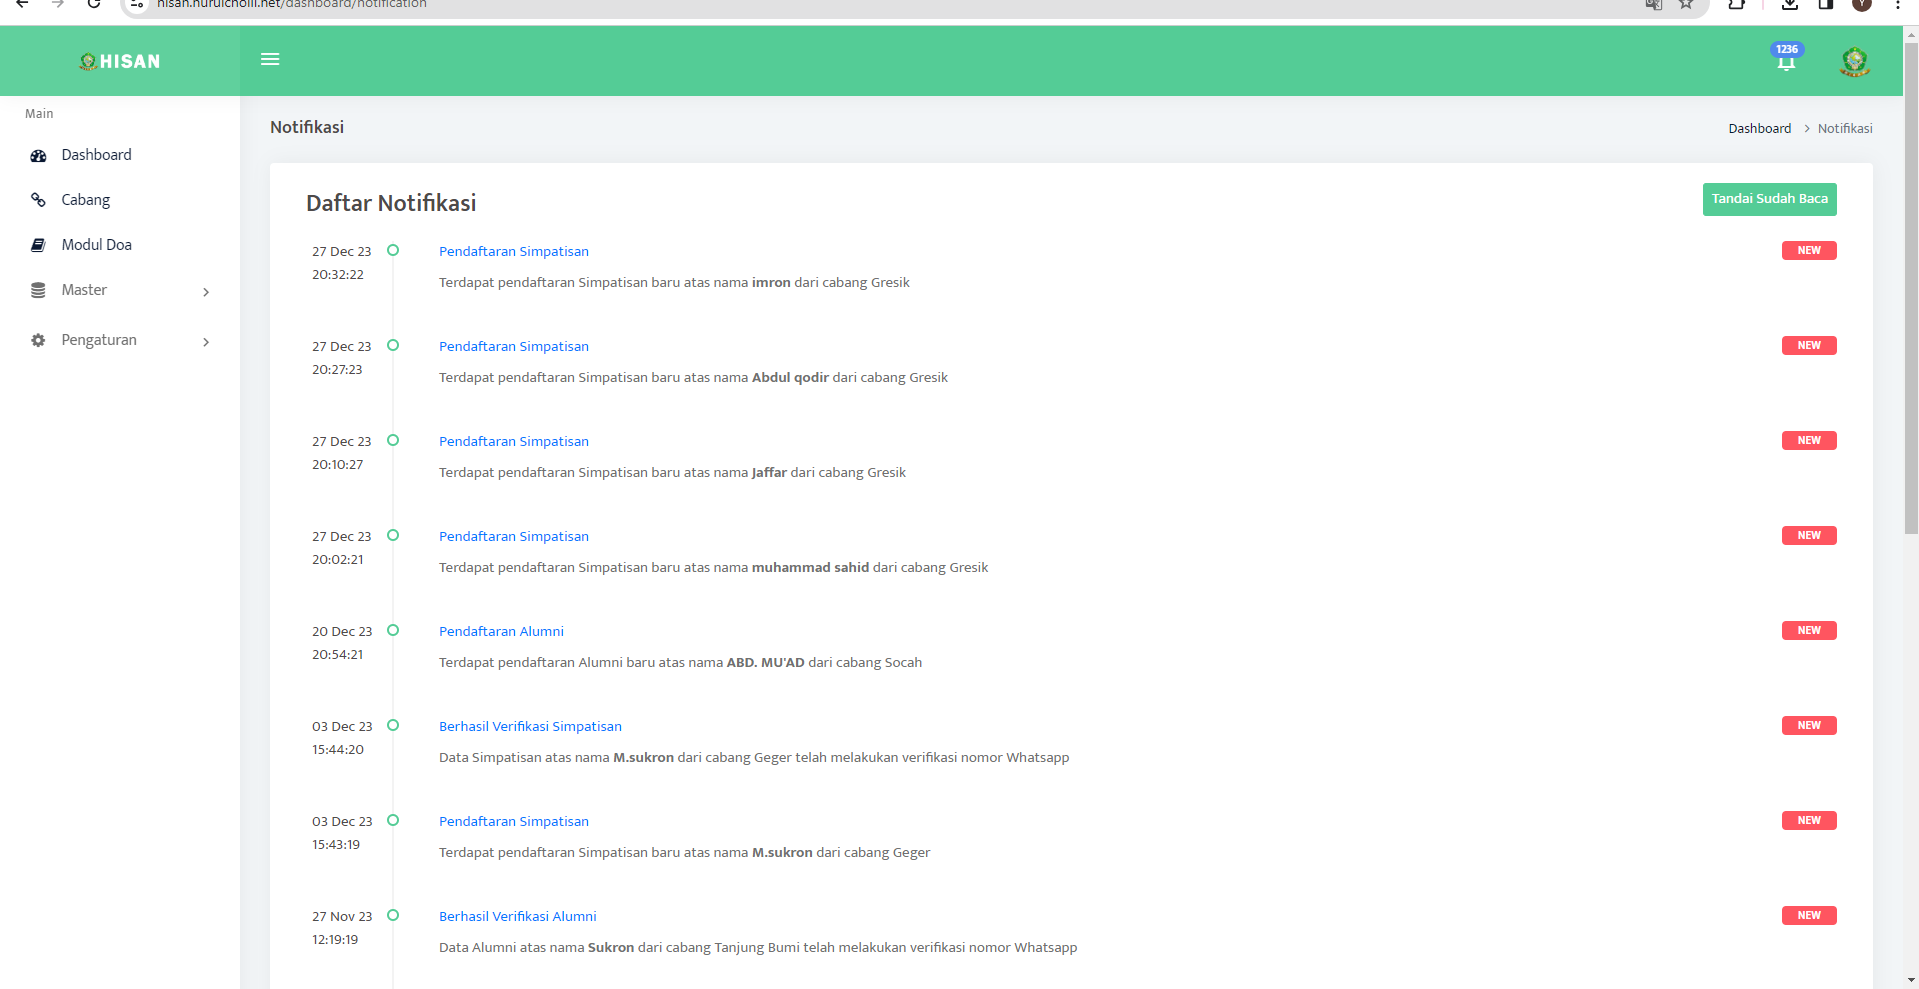 hisan.nurulcholil.net/dashboard/notification
Y
HISAN
1236
Main
Dashboard
Cabang
Modul Doa
Master
Pengaturan
Notifikasi
Dashboard > Notifikasi
Daftar Notifikasi
Tandai Sudah Baca
27 Dec 23
20:32:22
Pendaftaran Simpatisan
NEW
Terdapat pendaftaran Simpatisan baru atas nama imron dari cabang Gresik
27 Dec 23
20:27:23
Pendaftaran Simpatisan
NEW
Terdapat pendaftaran Simpatisan baru atas nama Abdul qodir dari cabang Gresik
27 Dec 23
20:10:27
Pendaftaran Simpatisan
NEW
Terdapat pendaftaran Simpatisan baru atas nama Jaffar dari cabang Gresik
27 Dec 23
20:02:21
Pendaftaran Simpatisan
NEW
Terdapat pendaftaran Simpatisan baru atas nama muhammad sahid dari cabang Gresik
20 Dec 23
20:54:21
Pendaftaran Alumni
NEW
Terdapat pendaftaran Alumni baru atas nama ABD. MU'AD dari cabang Socah
03 Dec 23
15:44:20
Berhasil Verifikasi Simpatisan
NEW
Data Simpatisan atas nama M.sukron dari cabang Geger telah melakukan verifikasi nomor Whatsapp
03 Dec 23
15:43:19
Pendaftaran Simpatisan
NEW
Terdapat pendaftaran Simpatisan baru atas nama M.sukron dari cabang Geger
27 Nov 23
12:19:19
Berhasil Verifikasi Alumni
NEW
Data Alumni atas nama Sukron dari cabang Tanjung Bumi telah melakukan verifikasi nomor Whatsapp